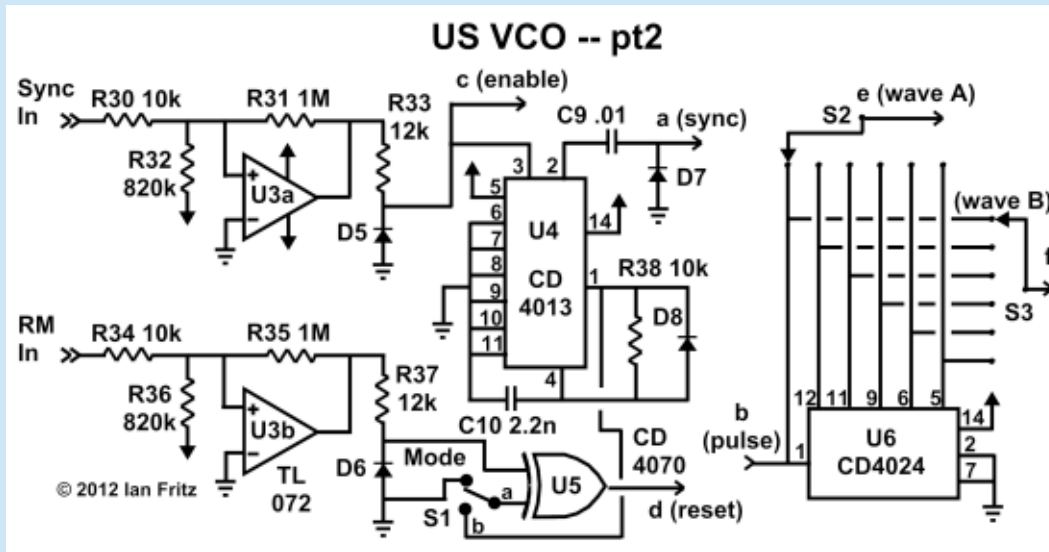 US VCO -- pt2
Sync
In
R30 10k
R31 1M
R33
12k
c (enable)
C9 .01
a (sync)
S2
e (wave A)
R32
820k
+
U3a
−
D5
3
2
D7
5
6
7
8
9
10
11
U4
CD
4013
14
1
4
R38 10k
D8
(wave B)
f
S3
RM
In
R34 10k
R35 1M
R37
12k
R36
820k
+
U3b
−
TL
072
D6
C10 2.2n
Mode
S1
a
b
U5
CD
4070
d (reset)
b
(pulse)
12
11
9
6
5
14
1
U6
CD4024
2
7
© 2012 Ian Fritz